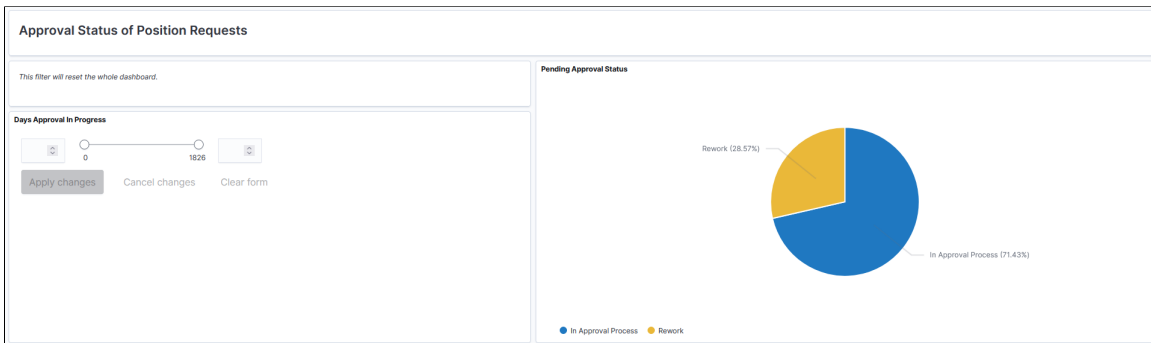 Approval Status of Position Requests
This filter will reset the whole dashboard.
Days Approval In Progress
0
1826
Apply changes
Cancel changes
Clear form
Pending Approval Status
Rework (28.57%)
In Approval Process (71.43%)
In Approval Process
Rework